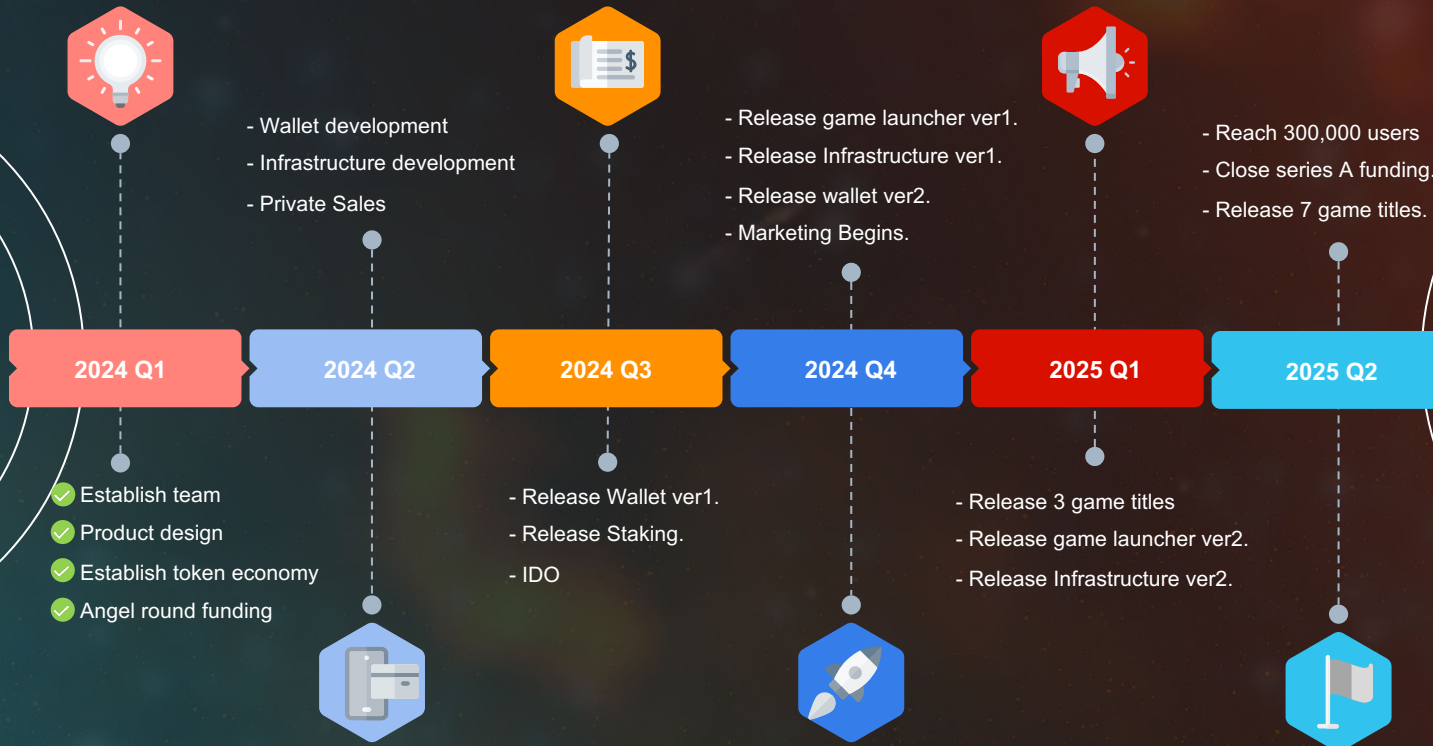 - Wallet development
- Infrastructure development
- Private Sales
$
- Release game launcher ver1.
- Release Infrastructure ver1.
- Release wallet ver2.
- Marketing Begins.
- Reach 300,000 users
- Close series A funding.
- Release 7 game titles.
2024 Q1
2024 Q2
2024 Q3
2024 Q4
2025 Q1
2025 Q2
Establish team
Product design
Establish token economy
Angel round funding
- Release Wallet ver1.
- Release Staking.
- IDO
- Release 3 game titles
- Release game launcher ver2.
- Release Infrastructure ver2.